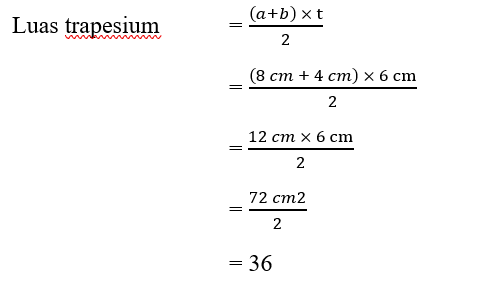 Luas trapesium = (a+b) × t / 2
= (8 cm + 4 cm) × 6 cm / 2
= 12 cm × 6 cm / 2
= 72 cm2 / 2
= 36